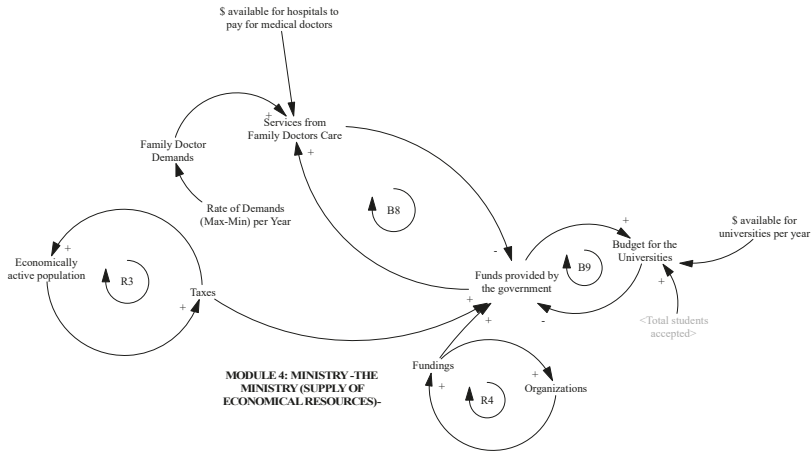 $ available for hospitals to
pay for medical doctors
+
Services from
Family Doctors Care
+
Family Doctor
Demands
Rate of Demands
(Max-Min) per Year
B8
+
Economically
active population
R3
+
Taxes
-
Funds provided by
the government
+
+
B9
+
Budget for the
Universities
+
-
$ available for
universities per year
<Total students
accepted>
MODULE 4: MINISTRY -THE
MINISTRY (SUPPLY OF
ECONOMICAL RESOURCES)-
Fundings
+
R4
+
Organizations